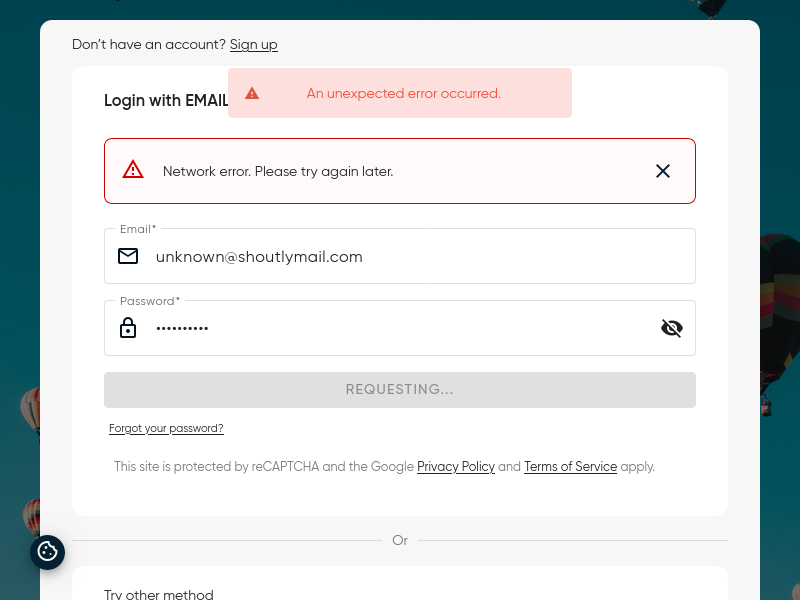 Don't have an account? Sign up
An unexpected error occurred.
Login with EMAIL
Network error. Please try again later.
Email*
unknown@shoutlymail.com
Password*
••••••••••
REQUESTING...
Forgot your password?
This site is protected by reCAPTCHA and the Google Privacy Policy and Terms of Service apply.
Or
Try other method